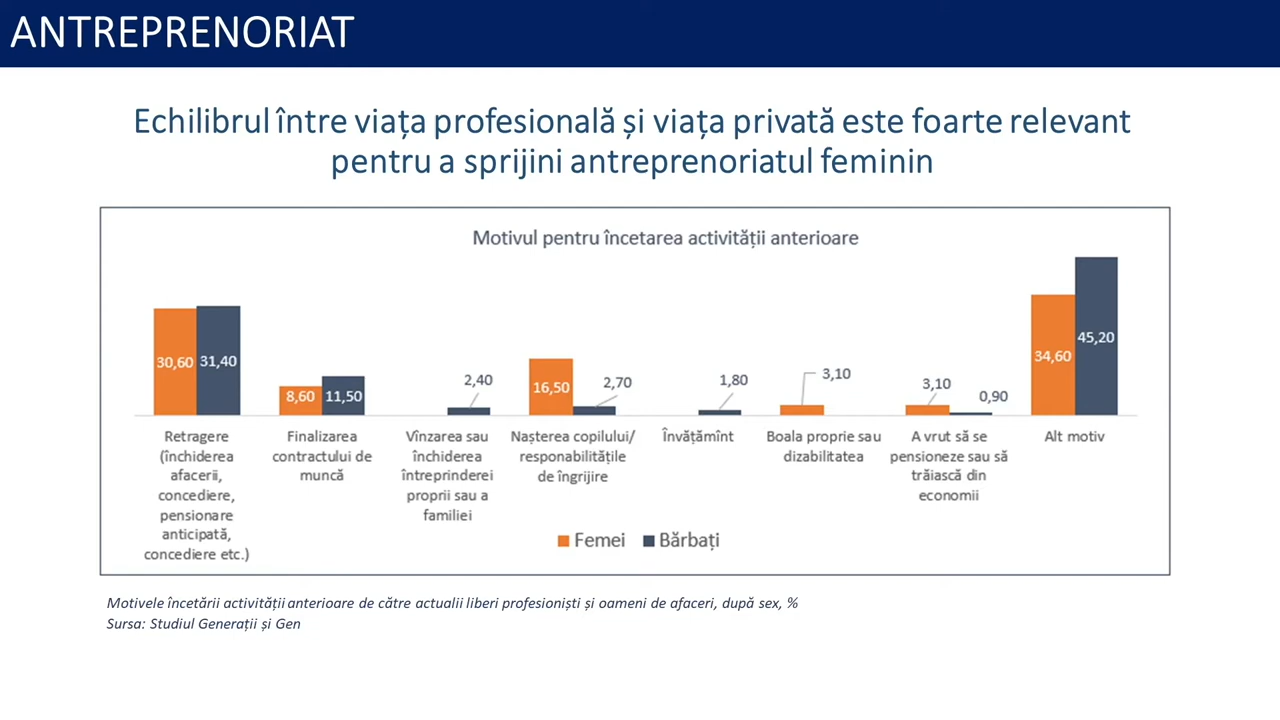 ANTREPRENORIAT
Echilibrul între viața profesională și viața privată este foarte relevant
pentru a sprijini antreprenoriatul feminin
Motivul pentru încetarea activității anterioare
30,60
31,40
8,60
11,50
2,40
16,50
2,70
1,80
3,10
3,10
0,90
34,60
45,20
Retragere
(închiderea
afacerii,
concediere,
pensionare
anticipată,
concediere etc.)
Finalizarea
contractului de
muncă
Vînzarea sau
închiderea
întreprinderei
proprii sau a
familiei
Nașterea copilului/
responabilitățile
de îngrijire
Învățămînt
Boala proprie sau
dizabilitatea
A vrut să se
pensioneze sau să
trăiască din
economii
Alt motiv
Femei
Bărbați
Motivele încetării activității anterioare de către actualii liberi profesioniști și oameni de afaceri, după sex, %
Sursa: Studiul Generații și Gen